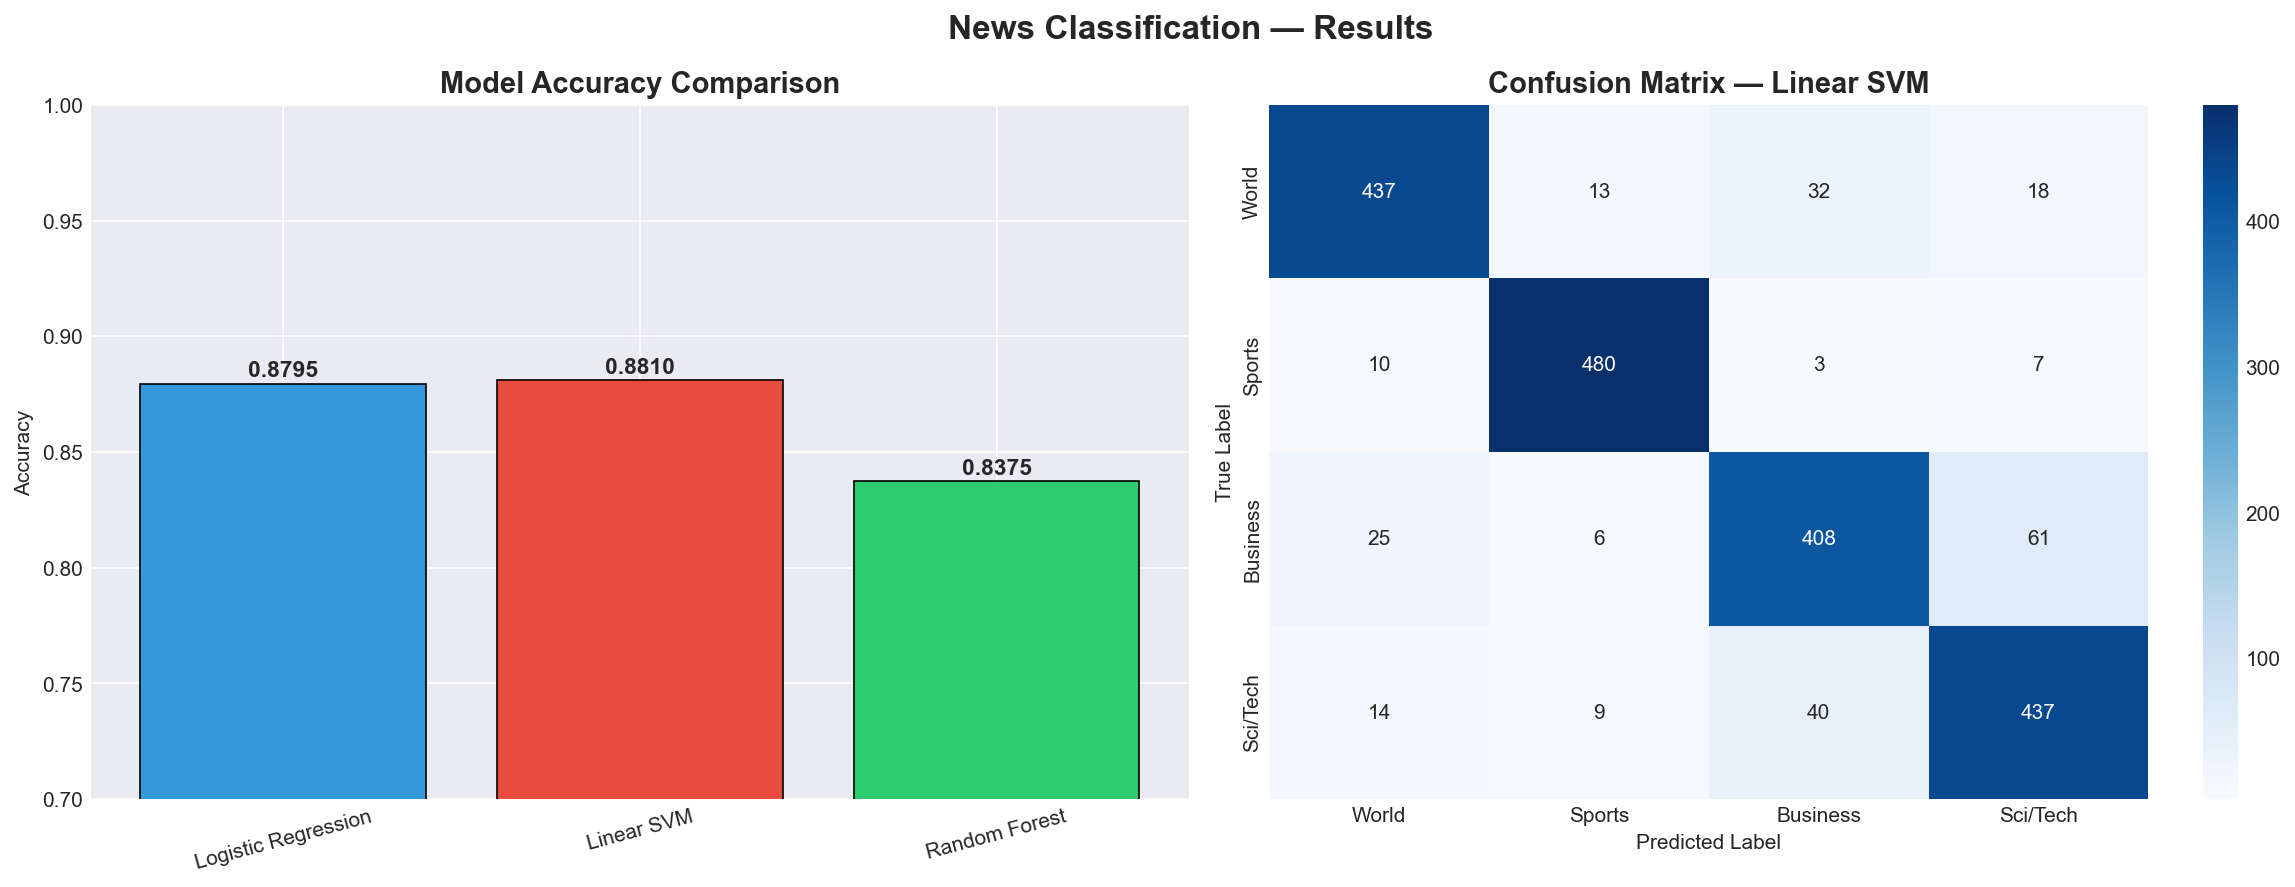 News Classification — Results
Model Accuracy Comparison
1.00
0.95
0.90
0.85
0.80
0.75
0.70
Accuracy
0.8795
0.8810
0.8375
Logistic Regression
Linear SVM
Random Forest
Confusion Matrix — Linear SVM
True Label
World
Sports
Business
Sci/Tech
437 13 32 18
10 480 3 7
25 6 408 61
14 9 40 437
World Sports Business Sci/Tech
Predicted Label
400
300
200
100